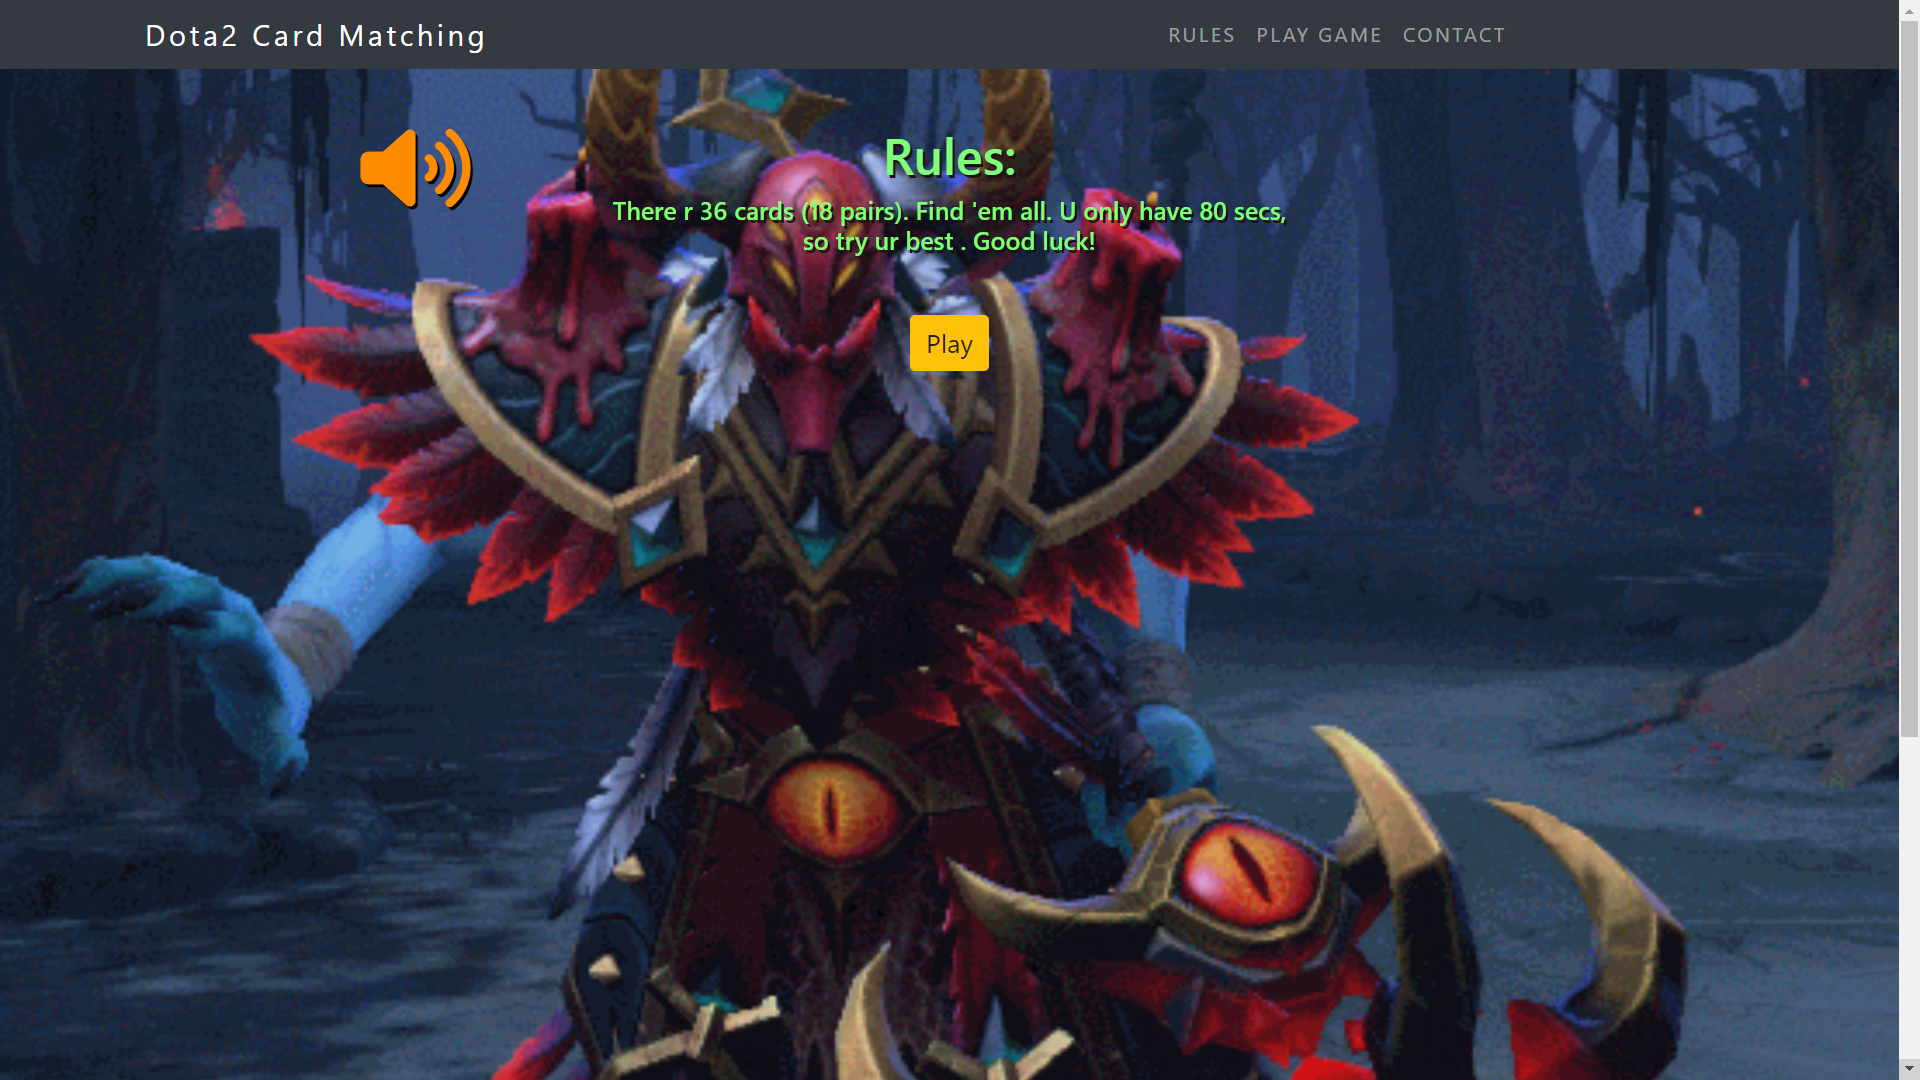 Dota2 Card Matching
RULES PLAY GAME CONTACT
Rules:
There r 36 cards (18 pairs). Find 'em all. U only have 80 secs,
so try ur best . Good luck!
Play